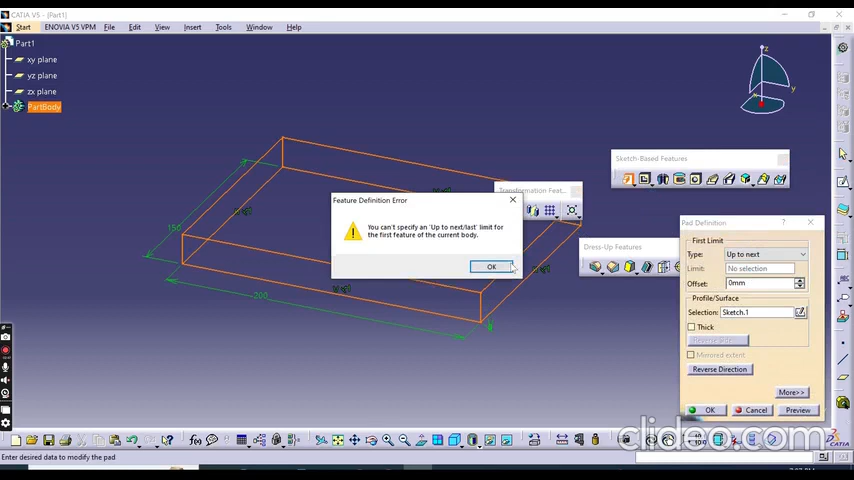 CATIA V5 - [Part1]
Start ENOVIA V5 VPM File Edit View Insert Tools Window Help
Part1
xy plane
yz plane
zx plane
PartBody
z
y
x
150
200
Sketch-Based Features
Transformation Feat...
Dress-Up Features
Feature Definition Error
You can't specify an 'Up to next/last' limit for
the first feature of the current body.
OK
Pad Definition
First Limit
Type: Up to next
Limit: No selection
Offset: 0mm
Profile/Surface
Selection: Sketch.1
Thick
Reverse Side
Mirrored extent
Reverse Direction
More>>
OK Cancel Preview
clideo.com
Enter desired data to modify the pad